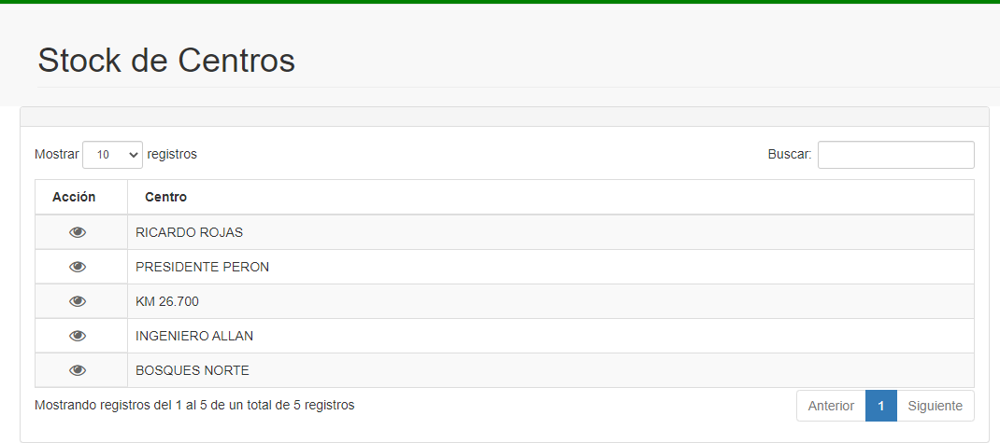 Stock de Centros
Mostrar 10 registros Buscar:
Acción Centro
RICARDO ROJAS
PRESIDENTE PERON
KM 26.700
INGENIERO ALLAN
BOSQUES NORTE
Mostrando registros del 1 al 5 de un total de 5 registros Anterior 1 Siguiente